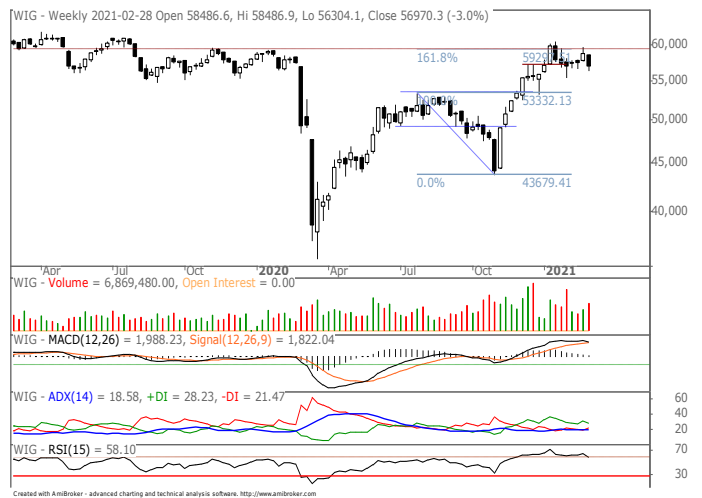 WIG - Weekly 2021-02-28 Open 58486.6, Hi 58486.9, Lo 56304.1, Close 56970.3 (-3.0%)
60,000
161.8%
55,000
53332.13
50,000
45,000
0.0% 43679.41
40,000
Apr Jul Oct 2020 Apr Jul Oct 2021
WIG - Volume = 6,869,480.00, Open Interest = 0.00
WIG - MACD(12,26) = 1,988.23, Signal(12,26,9) = 1,822.04
WIG - ADX(14) = 18.58, +DI = 28.23, -DI = 21.47
60
40
20
WIG - RSI(15) = 58.10
70
30
Created with AmiBroker - advanced charting and technical analysis software. http://www.amibroker.com